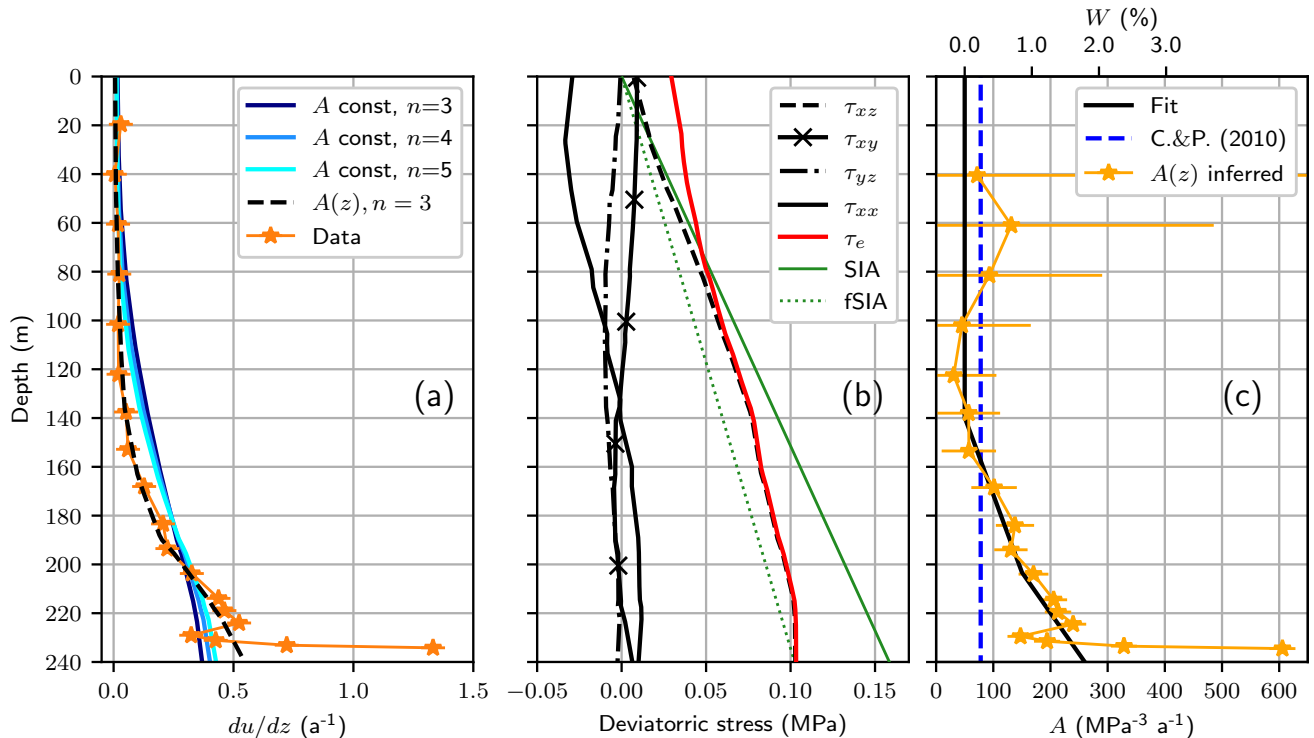 W (%)
0.0 1.0 2.0 3.0
0
20
40
60
80
100
120
140
160
180
200
220
240
Depth (m)
A const, n=3
A const, n=4
A const, n=5
A(z), n = 3
Data
(a)
0.0 0.5 1.0 1.5
du/dz (a⁻¹)
τxz
τxy
τyz
τxx
τe
SIA
fSIA
(b)
−0.05 0.00 0.05 0.10 0.15
Deviatorric stress (MPa)
Fit
C.&P. (2010)
A(z) inferred
(c)
0 100 200 300 400 500 600
A (MPa⁻³ a⁻¹)